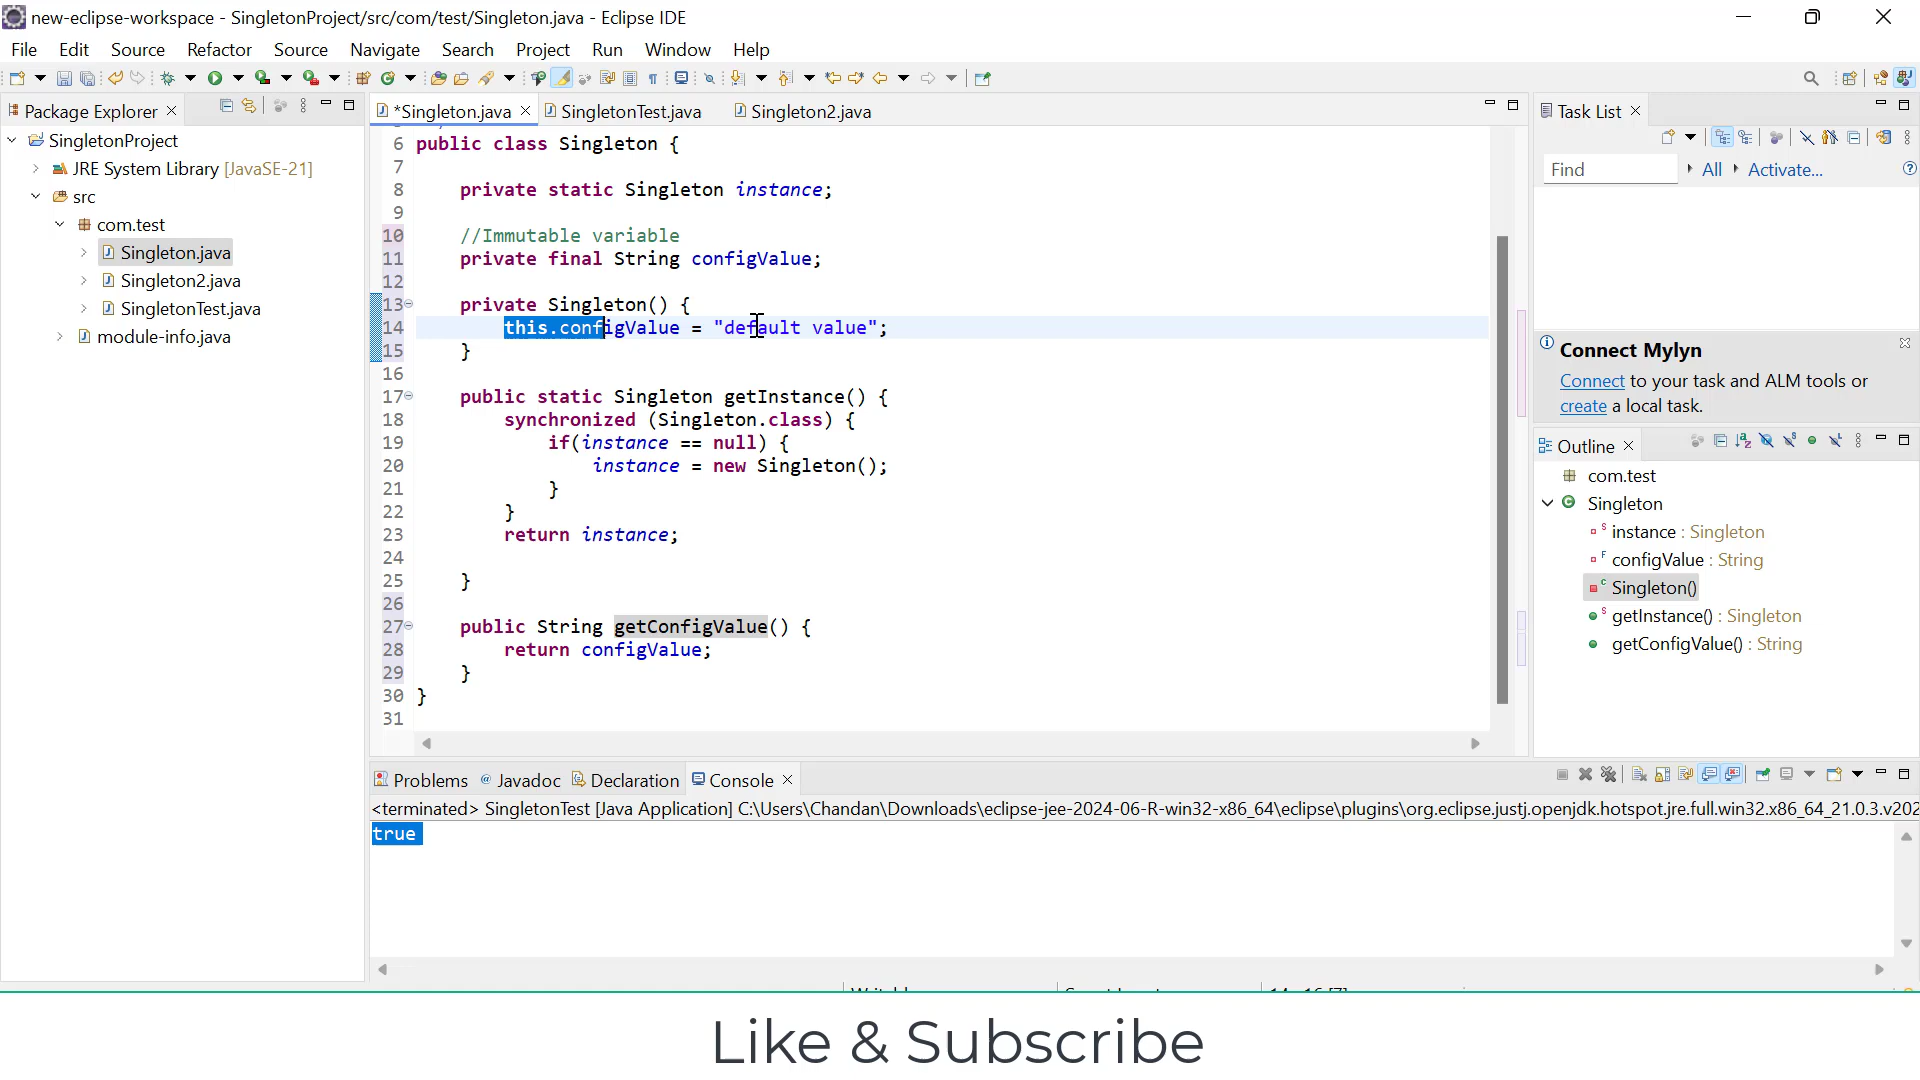 new-eclipse-workspace - SingletonProject/src/com/test/Singleton.java - Eclipse IDE
File Edit Source Refactor Source Navigate Search Project Run Window Help
Package Explorer
SingletonProject
JRE System Library [JavaSE-21]
src
com.test
Singleton.java
Singleton2.java
SingletonTest.java
module-info.java
*Singleton.java SingletonTest.java Singleton2.java
6 public class Singleton {
7
8 private static Singleton instance;
9
10 //Immutable variable
11 private final String configValue;
12
13 private Singleton() {
14 this.configValue = "default value";
15 }
16
17 public static Singleton getInstance() {
18 synchronized (Singleton.class) {
19 if(instance == null) {
20 instance = new Singleton();
21 }
22 }
23 return instance;
24
25 }
26
27 public String getConfigValue() {
28 return configValue;
29 }
30 }
31
Task List
Find All Activate...
Connect Mylyn
Connect to your task and ALM tools or
create a local task.
Outline
com.test
Singleton
instance : Singleton
configValue : String
Singleton()
getInstance() : Singleton
getConfigValue() : String
Problems Javadoc Declaration Console
<terminated> SingletonTest [Java Application] C:\Users\Chandan\Downloads\eclipse-jee-2024-06-R-win32-x86_64\eclipse\plugins\org.eclipse.justj.openjdk.hotspot.jre.full.win32.x86_64_21.0.3.v202
true
Like & Subscribe